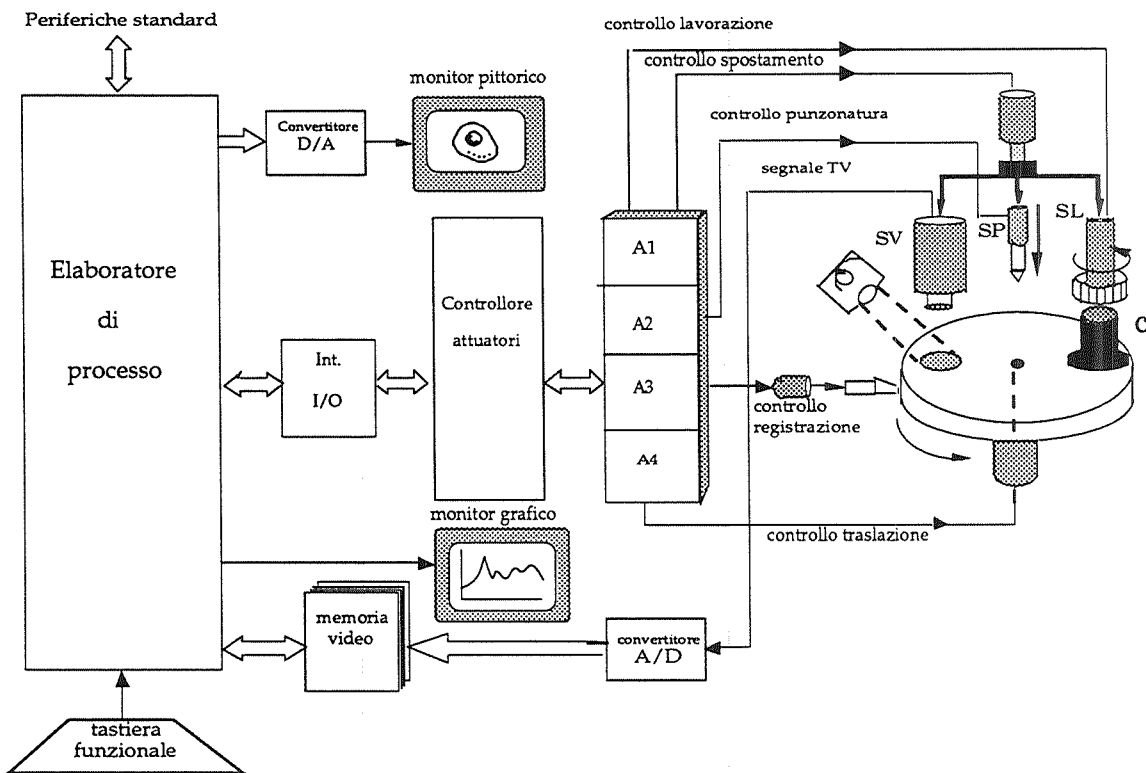 Periferiche standard
controllo lavorazione
controllo spostamento
monitor pittorico
Convertitore
D/A
controllo punzonatura
segnale TV
SV
SP
SL
A1
Elaboratore
di
processo
Controllore
attuatori
A2
C
Int.
I/O
A3
controllo
registrazione
A4
monitor grafico
controllo traslazione
memoria
video
convertitore
A/D
tastiera
funzionale